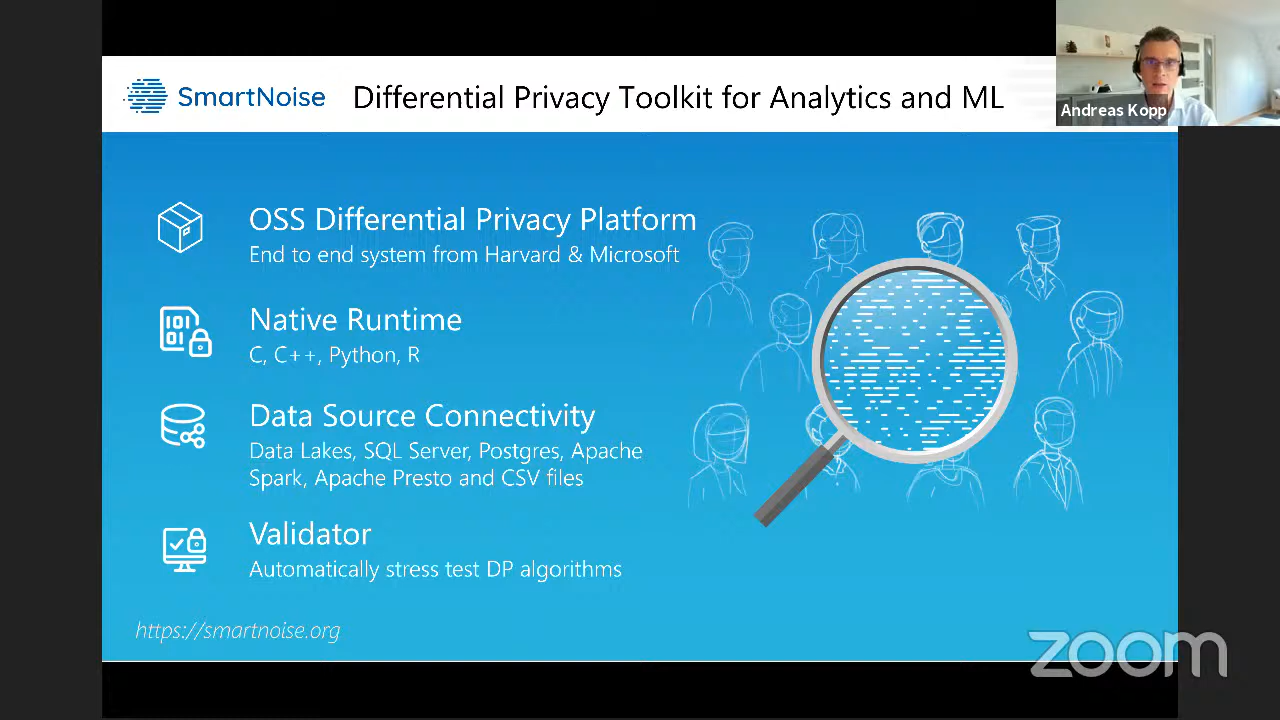 SmartNoise Differential Privacy Toolkit for Analytics and ML
Andreas Kopp
OSS Differential Privacy Platform
End to end system from Harvard & Microsoft
Native Runtime
C, C++, Python, R
Data Source Connectivity
Data Lakes, SQL Server, Postgres, Apache
Spark, Apache Presto and CSV files
Validator
Automatically stress test DP algorithms
https://smartnoise.org
zoom